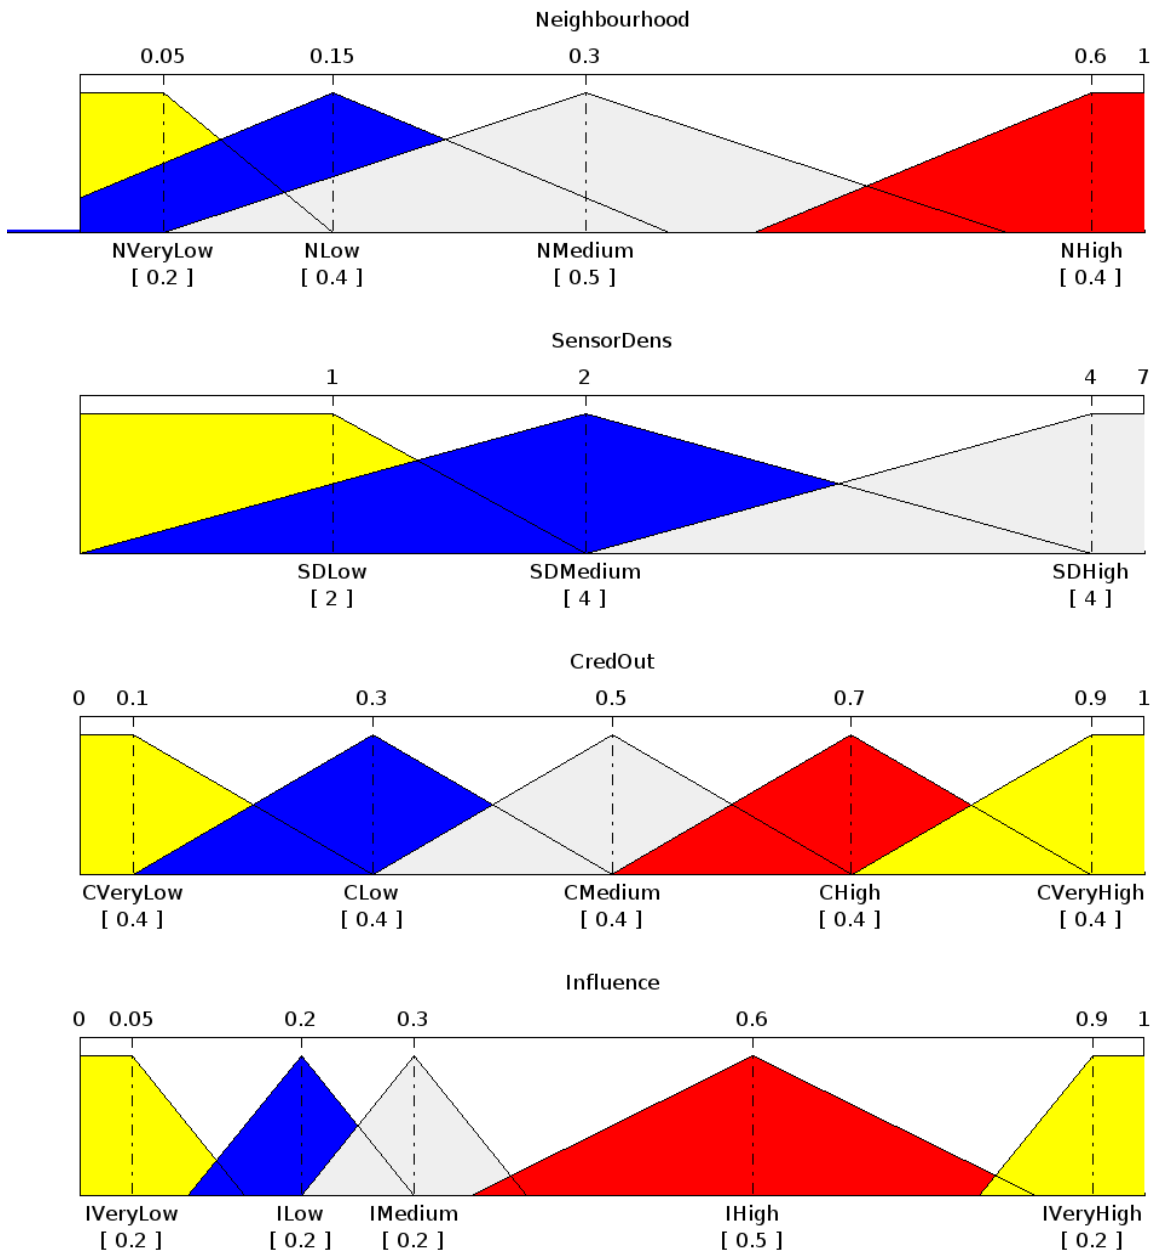 Neighbourhood
0.05 0.15 0.3 0.6 1
NVeryLow NLow NMedium NHigh
[ 0.2 ] [ 0.4 ] [ 0.5 ] [ 0.4 ]
SensorDens
1 2 4 7
SDLow SDMedium SDHigh
[ 2 ] [ 4 ] [ 4 ]
CredOut
0 0.1 0.3 0.5 0.7 0.9 1
CVeryLow CLow CMedium CHigh CVeryHigh
[ 0.4 ] [ 0.4 ] [ 0.4 ] [ 0.4 ] [ 0.4 ]
Influence
0 0.05 0.2 0.3 0.6 0.9 1
IVeryLow ILow IMedium IHigh IVeryHigh
[ 0.2 ] [ 0.2 ] [ 0.2 ] [ 0.5 ] [ 0.2 ]